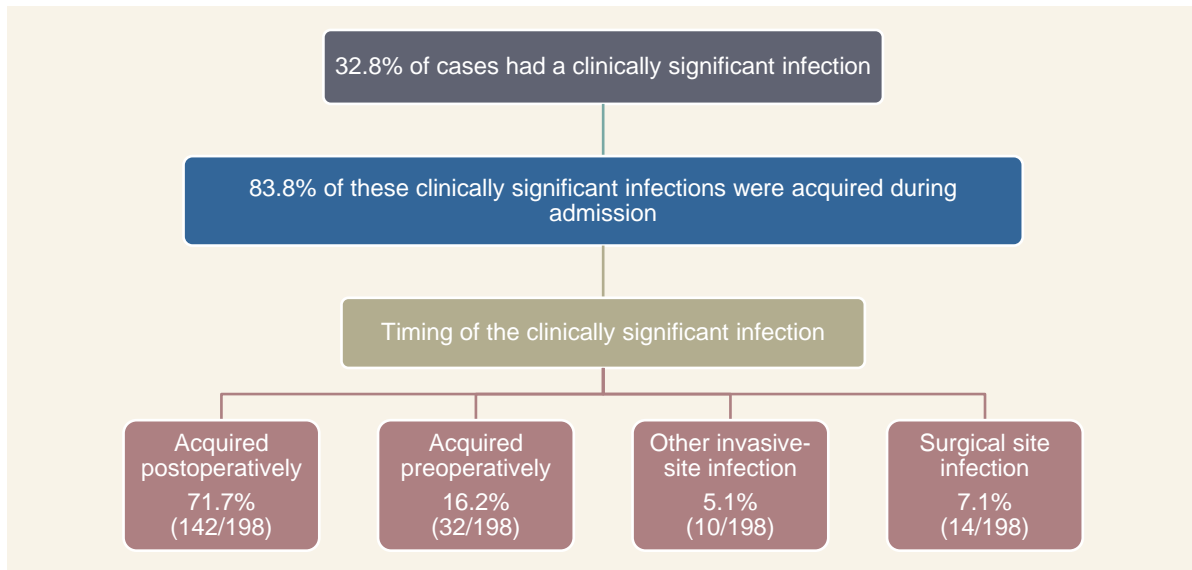 32.8% of cases had a clinically significant infection
83.8% of these clinically significant infections were acquired during
admission
Timing of the clinically significant infection
Acquired
postoperatively
71.7%
(142/198)
Acquired
preoperatively
16.2%
(32/198)
Other invasive-
site infection
5.1%
(10/198)
Surgical site
infection
7.1%
(14/198)